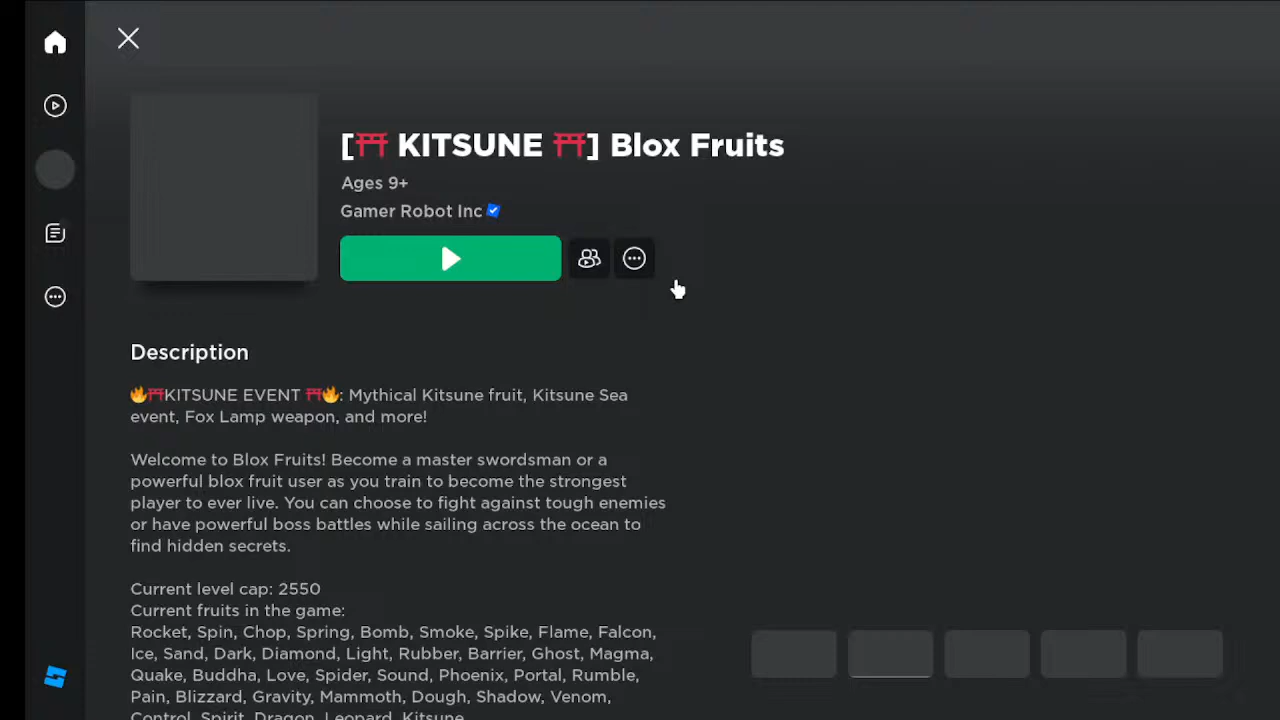 [⛩ KITSUNE ⛩] Blox Fruits
Ages 9+
Gamer Robot Inc
Description
🔥⛩KITSUNE EVENT ⛩🔥: Mythical Kitsune fruit, Kitsune Sea
event, Fox Lamp weapon, and more!
Welcome to Blox Fruits! Become a master swordsman or a
powerful blox fruit user as you train to become the strongest
player to ever live. You can choose to fight against tough enemies
or have powerful boss battles while sailing across the ocean to
find hidden secrets.
Current level cap: 2550
Current fruits in the game:
Rocket, Spin, Chop, Spring, Bomb, Smoke, Spike, Flame, Falcon,
Ice, Sand, Dark, Diamond, Light, Rubber, Barrier, Ghost, Magma,
Quake, Buddha, Love, Spider, Sound, Phoenix, Portal, Rumble,
Pain, Blizzard, Gravity, Mammoth, Dough, Shadow, Venom,
Control, Spirit, Dragon, Leopard, Kitsune